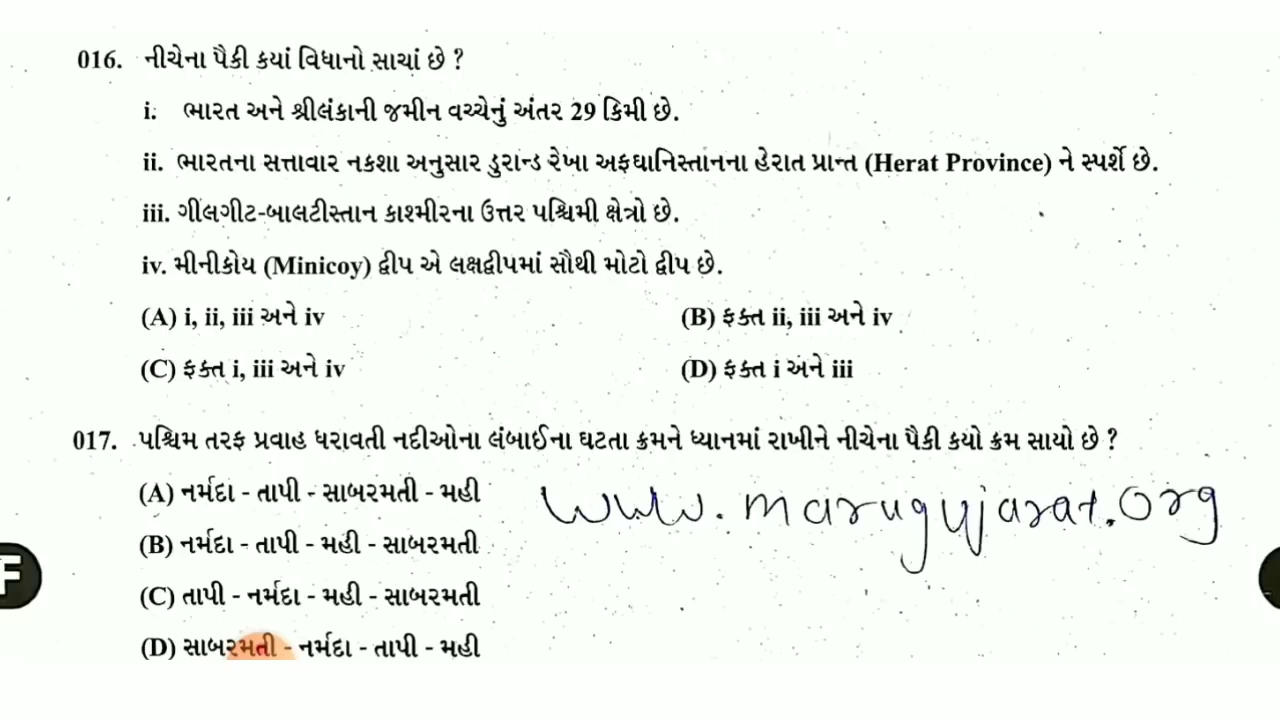 016. નીચેના પૈકી કયાં વિધાનો સાચાં છે ?
i. ભારત અને શ્રીલંકાની જમીન વચ્ચેનું અંતર 29 કિમી છે.
ii. ભારતના સત્તાવાર નકશા અનુસાર ડુરાન્ડ રેખા અફઘાનિસ્તાનના હેરાત પ્રાન્ત (Herat Province) ને સ્પર્શે છે.
iii. ગીલગીટ-બાલટીસ્તાન કાશ્મીરના ઉત્તર પશ્ચિમી ક્ષેત્રો છે.
iv. મીનીકોય (Minicoy) દ્વીપ એ લક્ષદ્વીપમાં સૌથી મોટો દ્વીપ છે.
(A) i, ii, iii અને iv (B) ફક્ત ii, iii અને iv
(C) ફક્ત i, iii અને iv (D) ફક્ત i અને iii
017. પશ્ચિમ તરફ પ્રવાહ ધરાવતી નદીઓના લંબાઈના ઘટતા ક્રમને ધ્યાનમાં રાખીને નીચેના પૈકી કયો ક્રમ સાચો છે ?
(A) નર્મદા - તાપી - સાબરમતી - મહી
www.marugujarat.org
(B) નર્મદા - તાપી - મહી - સાબરમતી
(C) તાપી - નર્મદા - મહી - સાબરમતી
(D) સાબરમતી - નર્મદા - તાપી - મહી
F